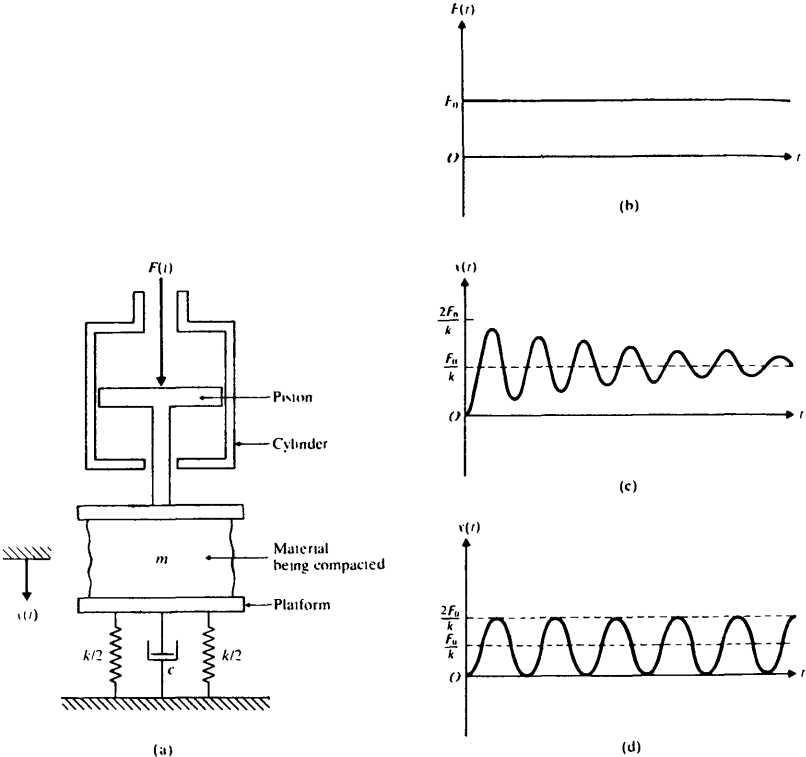 F(t)
F₀
O
t
(b)
F(t)
x(t)
2F₀
k
F₀
k
O
t
(c)
Piston
Cylinder
m
Material
being compacted
Platform
x(t)
k/2
c
k/2
(a)
x(t)
2F₀
k
F₀
k
O
t
(d)